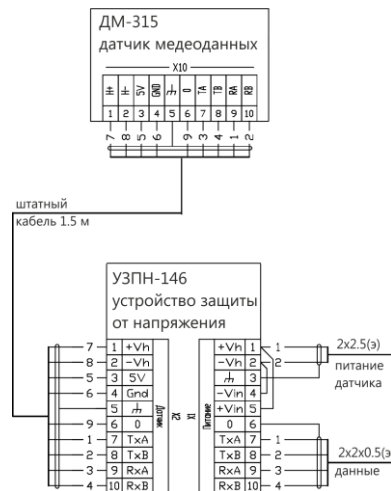 ДМ-315
датчик медеоданных
X10
H+ H- 5V GND 0 TA TB RA RB
1 2 3 4 5 6 7 8 9 10
7 8 5 6 9 3 4 1 2
штатный
кабель 1.5 м
УЗПН-146
устройство защиты
от напряжения
7 1 +Vh +Vh 1 1
8 2 -Vh -Vh 2 2
5 3 5V 3
6 4 Gnd -Vin 4
5 +Vin 5
9 6 0 0 6
1 7 TxA TxA 7 1
2 8 TxB TxB 8 2
3 9 RxA RxA 9 3
4 10 RxB RxB 10 4
Датчик
X2
X1
Питание
2x2.5(э)
питание
датчика
2x2x0.5(э
данные